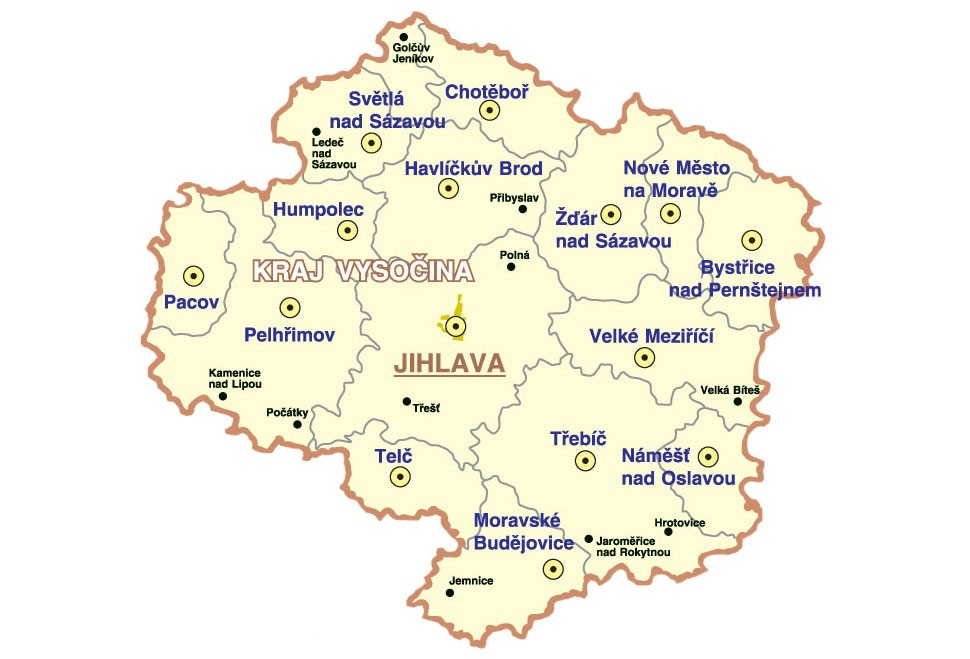 Golčův
Jeníkov
Světlá
nad Sázavou
Chotěboř
Ledeč
nad
Sázavou
Havlíčkův Brod
Nové Město
na Moravě
Přibyslav
Humpolec
Žďár
nad Sázavou
Polná
KRAJ VYSOČINA
Bystřice
nad Pernštejnem
Pacov
Pelhřimov
Velké Meziříčí
JIHLAVA
Kamenice
nad Lipou
Velká Bíteš
Počátky
Třešť
Třebíč
Telč
Náměšť
nad Oslavou
Moravské
Budějovice
Hrotovice
Jaroměřice
nad Rokytnou
Jemnice